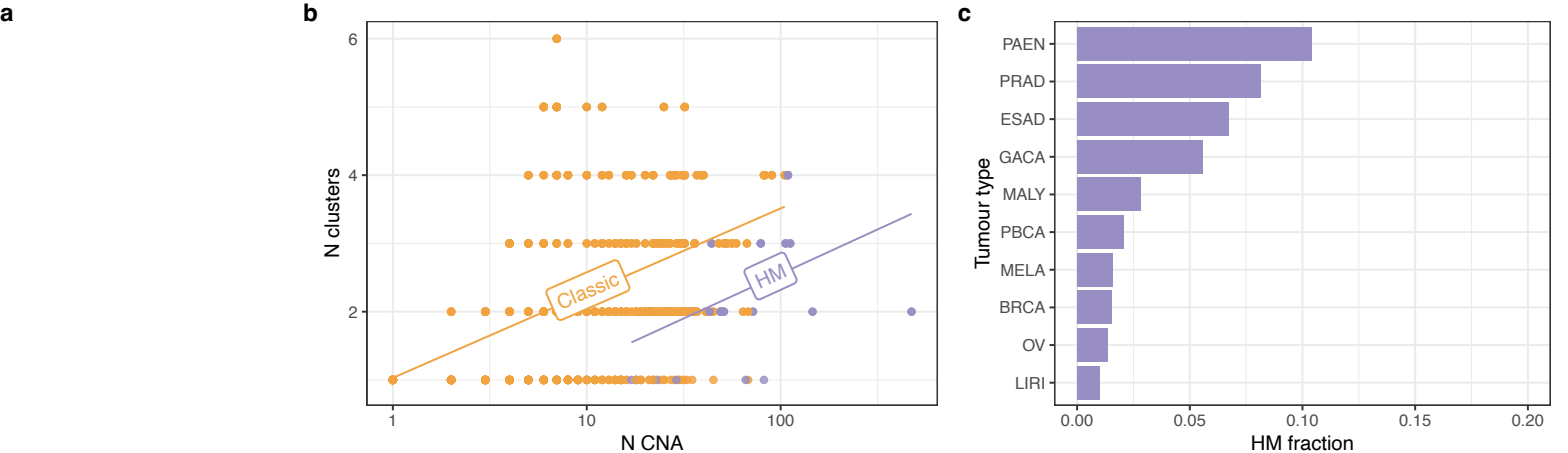 a
b
c
6
4
2
N clusters
Classic
HM
1
10
100
N CNA
Tumour type
PAEN
PRAD
ESAD
GACA
MALY
PBCA
MELA
BRCA
OV
LIRI
0.00
0.05
0.10
0.15
0.20
HM fraction